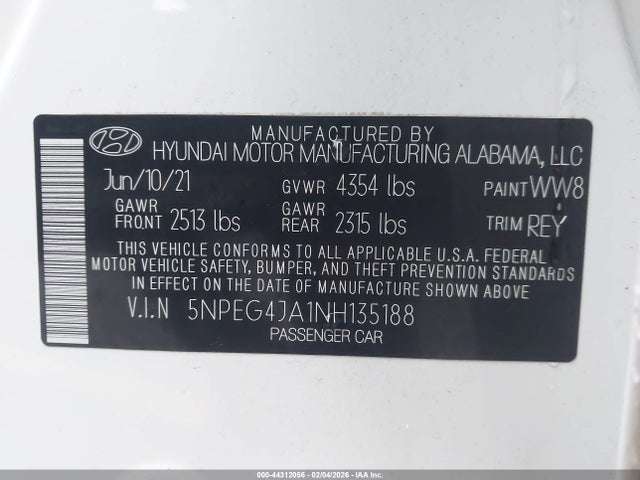 MANUFACTURED BY
HYUNDAI MOTOR MANUFACTURING ALABAMA, LLC
Jun/10/21 GVWR 4354 lbs PAINT WW8
GAWR FRONT 2513 lbs GAWR REAR 2315 lbs TRIM REY
THIS VEHICLE CONFORMS TO ALL APPLICABLE U.S.A. FEDERAL
MOTOR VEHICLE SAFETY, BUMPER, AND THEFT PREVENTION STANDARDS
IN EFFECT ON THE DATE OF MANUFACTURE SHOWN ABOVE.
V.I.N 5NPEG4JA1NH135188
PASSENGER CAR
000-44312056 - 02/04/2026 - IAA Inc.